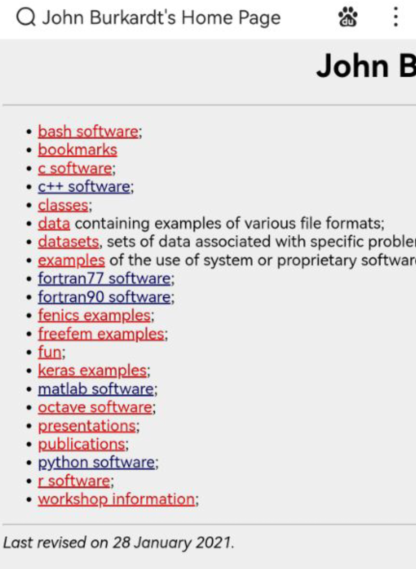 John Burkardt's Home Page
du
John B
• bash software;
• bookmarks
• c software;
• c++ software;
• classes;
• data containing examples of various file formats;
• datasets, sets of data associated with specific proble
• examples of the use of system or proprietary softwar
• fortran77 software;
• fortran90 software;
• fenics examples;
• freefem examples;
• fun;
• keras examples;
• matlab software;
• octave software;
• presentations;
• publications;
• python software;
• r software;
• workshop information;
Last revised on 28 January 2021.